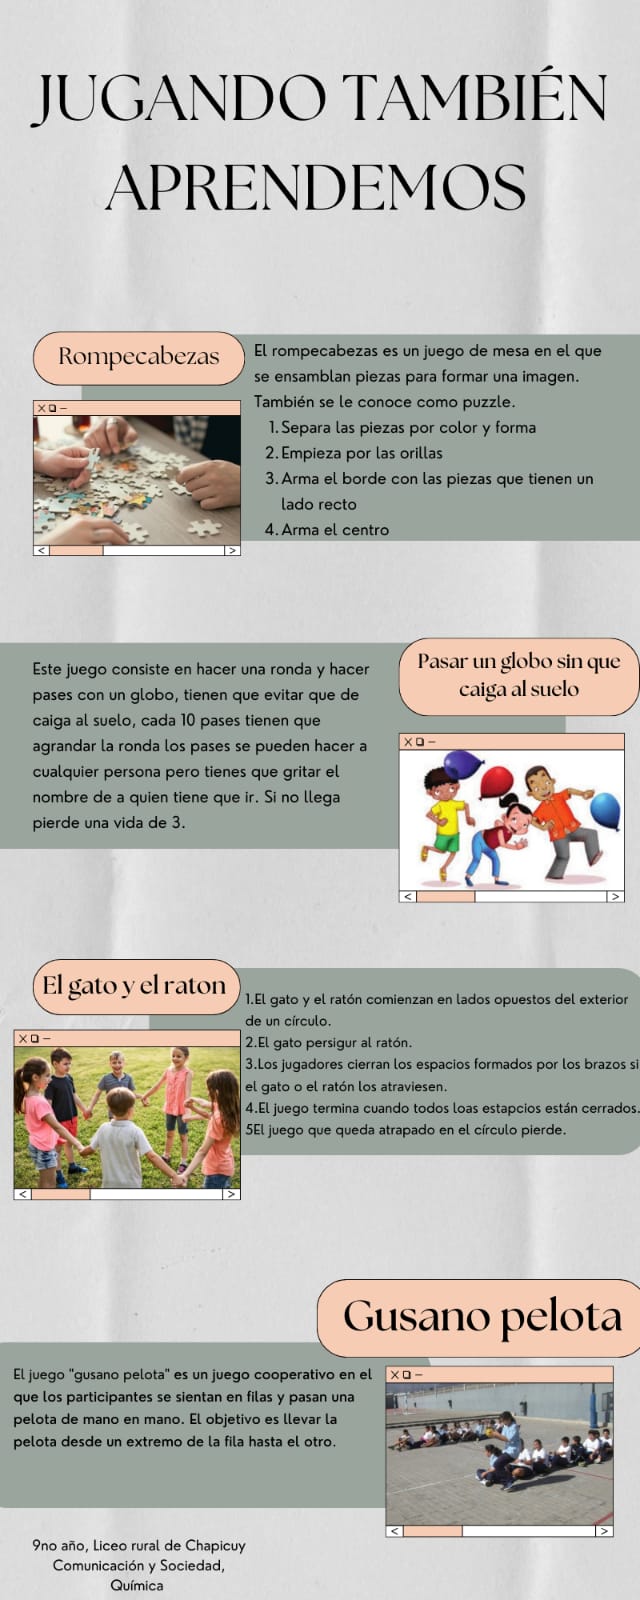 JUGANDO TAMBIÉN
APRENDEMOS
Rompecabezas
El rompecabezas es un juego de mesa en el que
se ensamblan piezas para formar una imagen.
También se le conoce como puzzle.
1. Separa las piezas por color y forma
2. Empieza por las orillas
3. Arma el borde con las piezas que tienen un
lado recto
4. Arma el centro
Pasar un globo sin que
caiga al suelo
Este juego consiste en hacer una ronda y hacer
pases con un globo, tienen que evitar que de
caiga al suelo, cada 10 pases tienen que
agrandar la ronda los pases se pueden hacer a
cualquier persona pero tienes que gritar el
nombre de a quien tiene que ir. Si no llega
pierde una vida de 3.
El gato y el raton
1.El gato y el ratón comienzan en lados opuestos del exterior
de un círculo.
2.El gato persigur al ratón.
3.Los jugadores cierran los espacios formados por los brazos si
el gato o el ratón los atraviesen.
4.El juego termina cuando todos loas estapcios están cerrados.
5El juego que queda atrapado en el círculo pierde.
Gusano pelota
El juego "gusano pelota" es un juego cooperativo en el
que los participantes se sientan en filas y pasan una
pelota de mano en mano. El objetivo es llevar la
pelota desde un extremo de la fila hasta el otro.
9no año, Liceo rural de Chapicuy
Comunicación y Sociedad,
Química